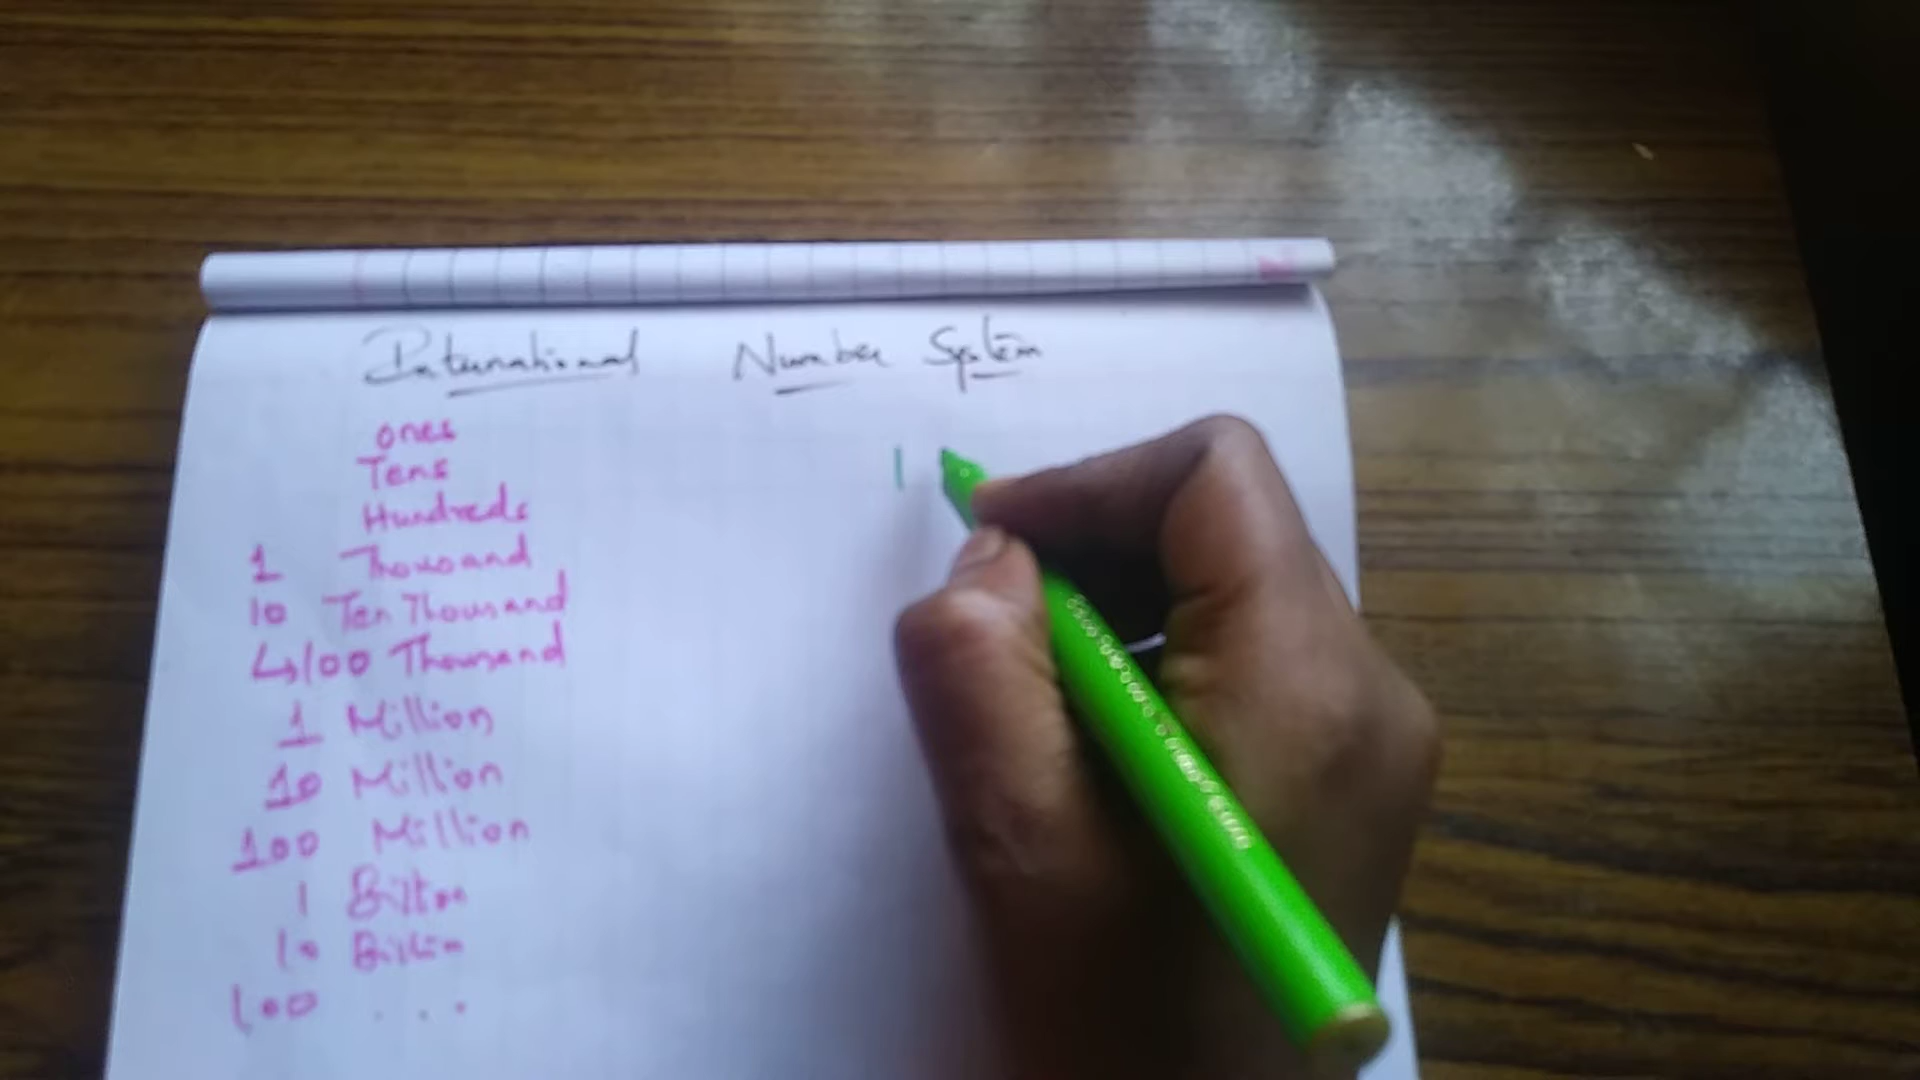 International Number System
ones
Tens
Hundreds
1 Thousand
10 Ten Thousand
↳100 Thousand
1 Million
10 Million
100 Million
1 Billion
10 Billion
100 ...
1